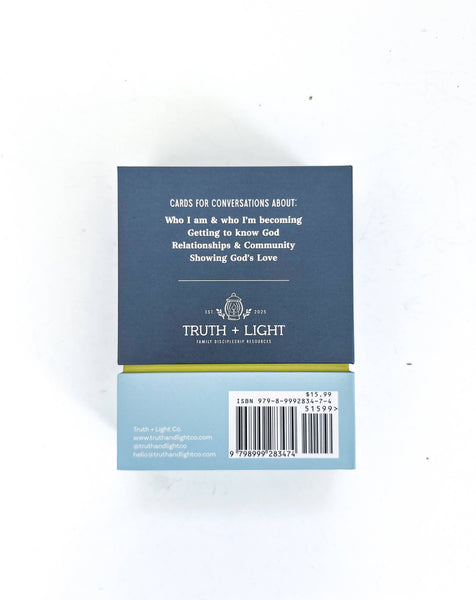 CARDS FOR CONVERSATIONS ABOUT:
Who I am & who I'm becoming
Getting to know God
Relationships & Community
Showing God's Love
EST. 2025
TRUTH + LIGHT
FAMILY DISCIPLESHIP RESOURCES
$15.99
ISBN 979-8-9992834-7-4
51599>
9 798999 283474
Truth + Light Co.
www.truthandlightco.com
@truthandlightco
hello@truthandlightco.com